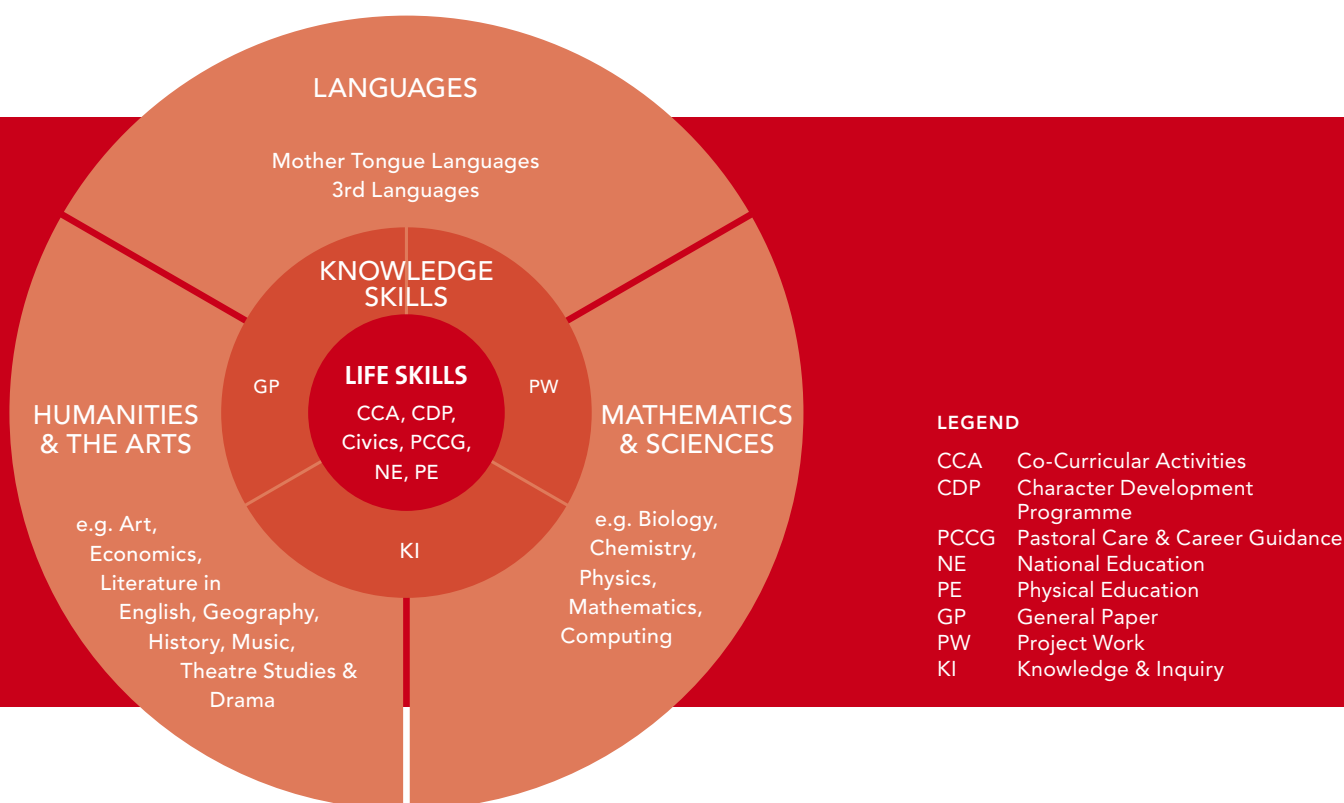 LANGUAGES
Mother Tongue Languages
3rd Languages
KNOWLEDGE
SKILLS
GP
PW
KI
LIFE SKILLS
CCA, CDP,
Civics, PCCG,
NE, PE
HUMANITIES
& THE ARTS
e.g. Art,
Economics,
Literature in
English, Geography,
History, Music,
Theatre Studies &
Drama
MATHEMATICS
& SCIENCES
e.g. Biology,
Chemistry,
Physics,
Mathematics,
Computing
LEGEND
CCA Co-Curricular Activities
CDP Character Development
Programme
PCCG Pastoral Care & Career Guidance
NE National Education
PE Physical Education
GP General Paper
PW Project Work
KI Knowledge & Inquiry